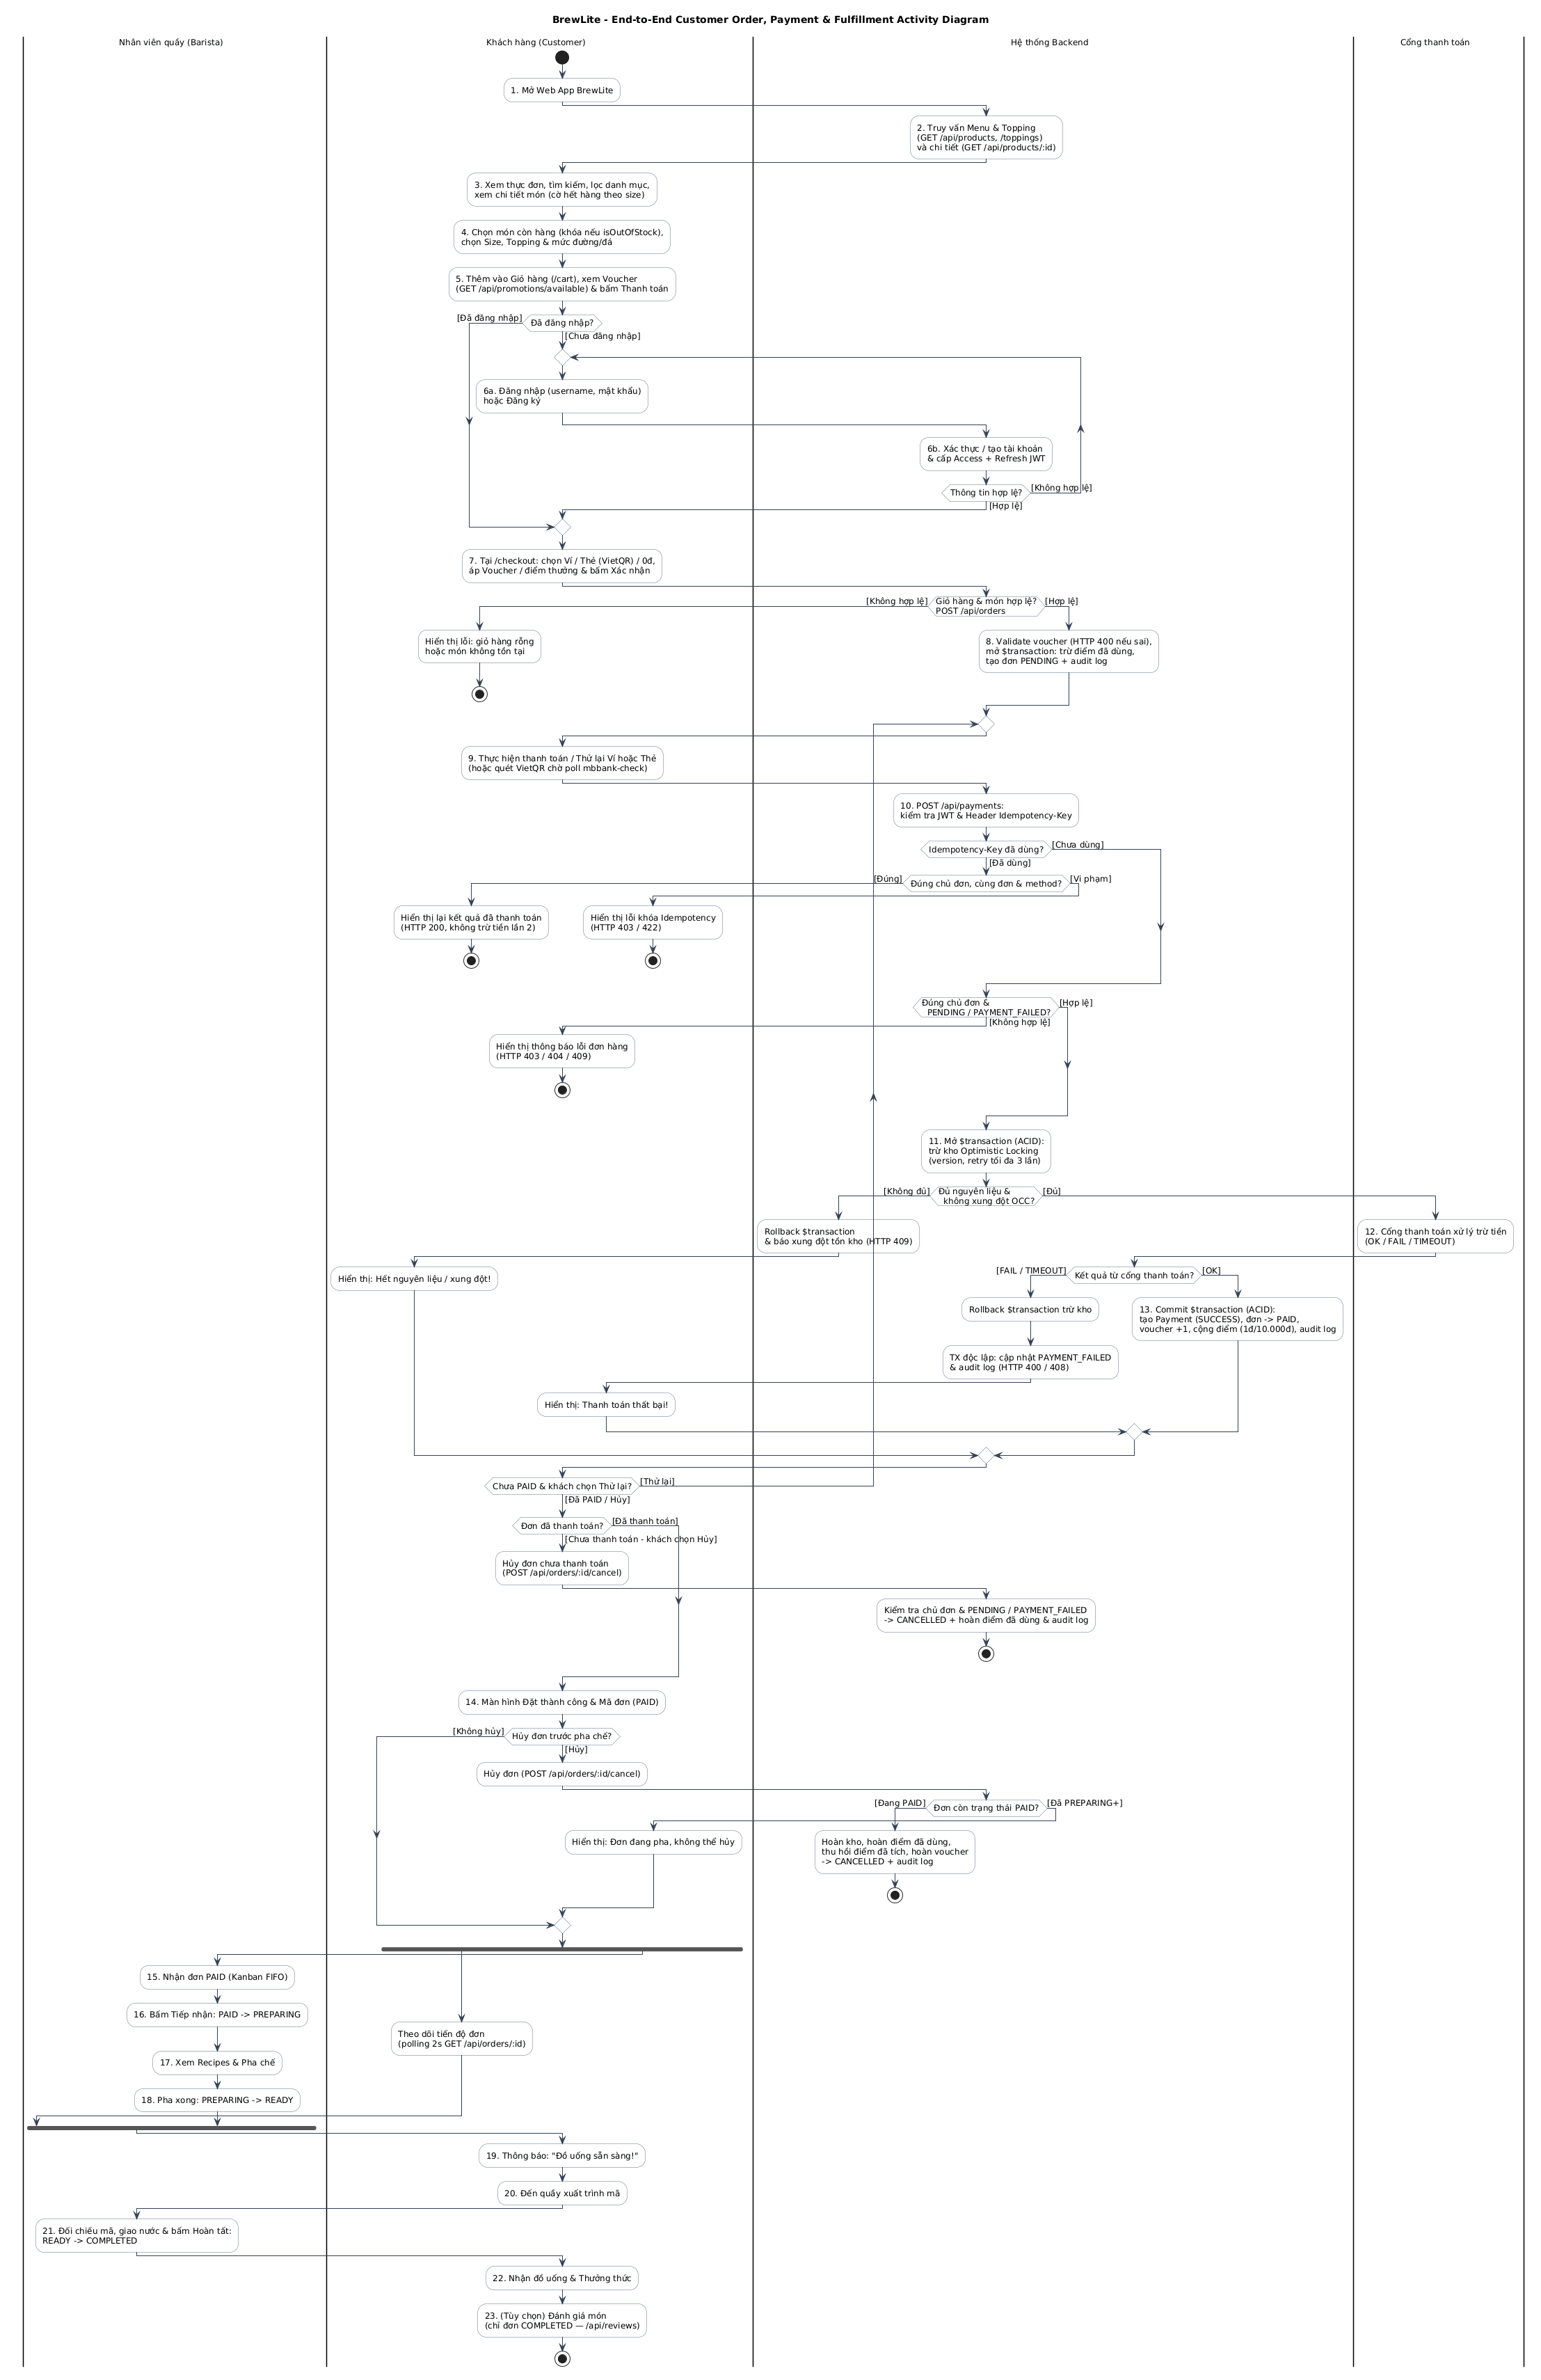 BrewLite - End-to-End Customer Order, Payment & Fulfillment Activity Diagram
Nhân viên quầy (Barista)
Khách hàng (Customer)
Hệ thống Backend
Cổng thanh toán
1. Mở Web App BrewLite
2. Truy vấn Menu & Topping
(GET /api/products, /toppings)
và chi tiết (GET /api/products/:id)
3. Xem thực đơn, tìm kiếm, lọc danh mục,
xem chi tiết món (cờ hết hàng theo size)
4. Chọn món còn hàng (khóa nếu isOutOfStock),
chọn Size, Topping & mức đường/đá
5. Thêm vào Giỏ hàng (/cart), xem Voucher
(GET /api/promotions/available) & bấm Thanh toán
[Đã đăng nhập]
Đã đăng nhập?
[Chưa đăng nhập]
6a. Đăng nhập (username, mật khẩu)
hoặc Đăng ký
6b. Xác thực / tạo tài khoản
& cấp Access + Refresh JWT
Thông tin hợp lệ?
[Không hợp lệ]
[Hợp lệ]
7. Tại /checkout: chọn Ví / Thẻ (VietQR) / 0đ,
áp Voucher / điểm thưởng & bấm Xác nhận
[Không hợp lệ]
Giỏ hàng & món hợp lệ?
POST /api/orders
[Hợp lệ]
Hiển thị lỗi: giỏ hàng rỗng
hoặc món không tồn tại
8. Validate voucher (HTTP 400 nếu sai),
mở $transaction: trừ điểm đã dùng,
tạo đơn PENDING + audit log
9. Thực hiện thanh toán / Thử lại Ví hoặc Thẻ
(hoặc quét VietQR chờ poll mbbank-check)
10. POST /api/payments:
kiểm tra JWT & Header Idempotency-Key
Idempotency-Key đã dùng?
[Chưa dùng]
[Đã dùng]
[Đúng]
Đúng chủ đơn, cùng đơn & method?
[Vi phạm]
Hiển thị lại kết quả đã thanh toán
(HTTP 200, không trừ tiền lần 2)
Hiển thị lỗi khóa Idempotency
(HTTP 403 / 422)
Đúng chủ đơn &
PENDING / PAYMENT_FAILED?
[Hợp lệ]
[Không hợp lệ]
Hiển thị thông báo lỗi đơn hàng
(HTTP 403 / 404 / 409)
11. Mở $transaction (ACID):
trừ kho Optimistic Locking
(version, retry tối đa 3 lần)
[Không đủ]
Đủ nguyên liệu &
không xung đột OCC?
[Đủ]
Rollback $transaction
& báo xung đột tồn kho (HTTP 409)
12. Cổng thanh toán xử lý trừ tiền
(OK / FAIL / TIMEOUT)
Hiển thị: Hết nguyên liệu / xung đột!
[FAIL / TIMEOUT]
Kết quả từ cổng thanh toán?
[OK]
Rollback $transaction trừ kho
13. Commit $transaction (ACID):
tạo Payment (SUCCESS), đơn -> PAID,
voucher +1, cộng điểm (1đ/10.000đ), audit log
TX độc lập: cập nhật PAYMENT_FAILED
& audit log (HTTP 400 / 408)
Hiển thị: Thanh toán thất bại!
Chưa PAID & khách chọn Thử lại?
[Thử lại]
[Đã PAID / Hủy]
Đơn đã thanh toán?
[Đã thanh toán]
[Chưa thanh toán - khách chọn Hủy]
Hủy đơn chưa thanh toán
(POST /api/orders/:id/cancel)
Kiểm tra chủ đơn & PENDING / PAYMENT_FAILED
-> CANCELLED + hoàn điểm đã dùng & audit log
14. Màn hình Đặt thành công & Mã đơn (PAID)
[Không hủy]
Hủy đơn trước pha chế?
[Hủy]
Hủy đơn (POST /api/orders/:id/cancel)
[Đang PAID]
Đơn còn trạng thái PAID?
[Đã PREPARING+]
Hiển thị: Đơn đang pha, không thể hủy
Hoàn kho, hoàn điểm đã dùng,
thu hồi điểm đã tích, hoàn voucher
-> CANCELLED + audit log
15. Nhận đơn PAID (Kanban FIFO)
16. Bấm Tiếp nhận: PAID -> PREPARING
Theo dõi tiến độ đơn
(polling 2s GET /api/orders/:id)
17. Xem Recipes & Pha chế
18. Pha xong: PREPARING -> READY
19. Thông báo: "Đồ uống sẵn sàng!"
20. Đến quầy xuất trình mã
21. Đối chiếu mã, giao nước & bấm Hoàn tất:
READY -> COMPLETED
22. Nhận đồ uống & Thưởng thức
23. (Tùy chọn) Đánh giá món
(chỉ đơn COMPLETED — /api/reviews)